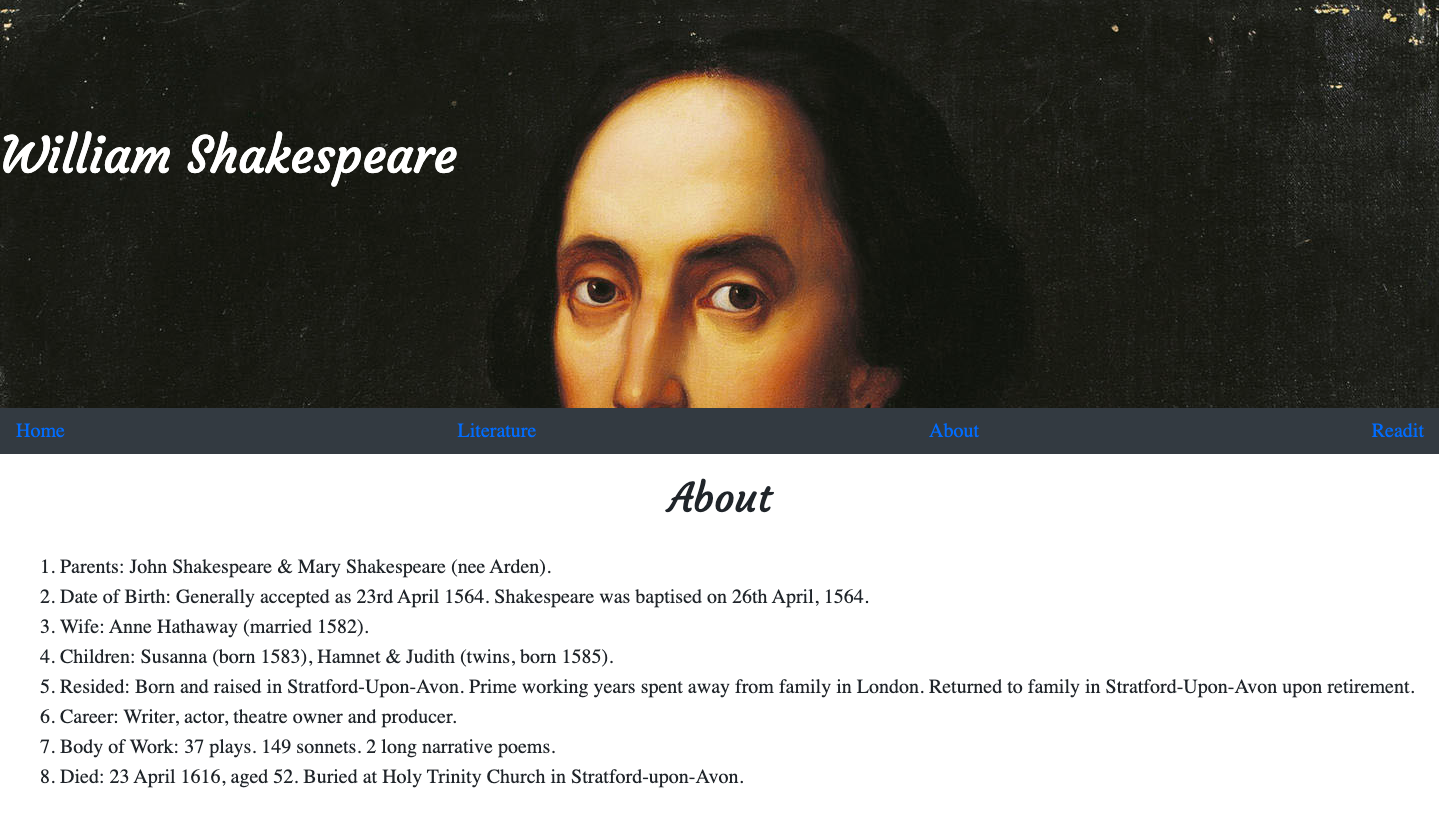 William Shakespeare
Home Literature About Readit
About
1. Parents: John Shakespeare & Mary Shakespeare (nee Arden).
2. Date of Birth: Generally accepted as 23rd April 1564. Shakespeare was baptised on 26th April, 1564.
3. Wife: Anne Hathaway (married 1582).
4. Children: Susanna (born 1583), Hamnet & Judith (twins, born 1585).
5. Resided: Born and raised in Stratford-Upon-Avon. Prime working years spent away from family in London. Returned to family in Stratford-Upon-Avon upon retirement.
6. Career: Writer, actor, theatre owner and producer.
7. Body of Work: 37 plays. 149 sonnets. 2 long narrative poems.
8. Died: 23 April 1616, aged 52. Buried at Holy Trinity Church in Stratford-upon-Avon.